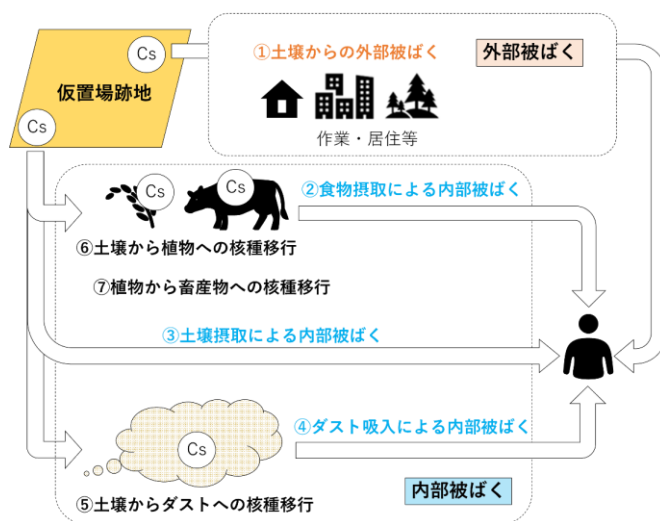 Cs
仮置場跡地
Cs
①土壌からの外部被ばく
外部被ばく
作業・居住等
Cs
Cs
②食物摂取による内部被ばく
⑥土壌から植物への核種移行
⑦植物から畜産物への核種移行
③土壌摂取による内部被ばく
④ダスト吸入による内部被ばく
Cs
⑤土壌からダストへの核種移行
内部被ばく